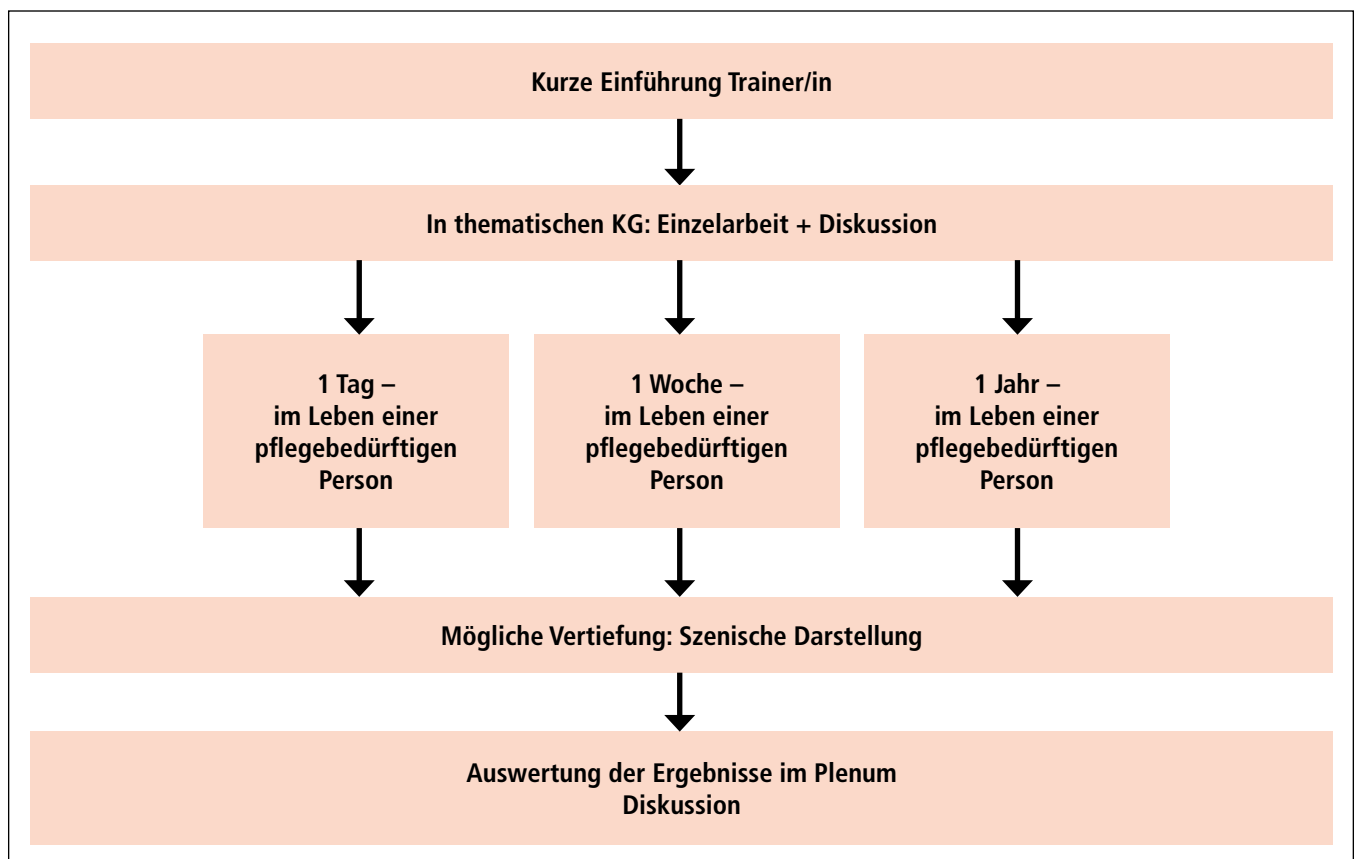 Kurze Einführung Trainer/in
In thematischen KG: Einzelarbeit + Diskussion
1 Tag –
im Leben einer
pflegebedürftigen
Person
1 Woche –
im Leben einer
pflegebedürftigen
Person
1 Jahr –
im Leben einer
pflegebedürftigen
Person
Mögliche Vertiefung: Szenische Darstellung
Auswertung der Ergebnisse im Plenum
Diskussion